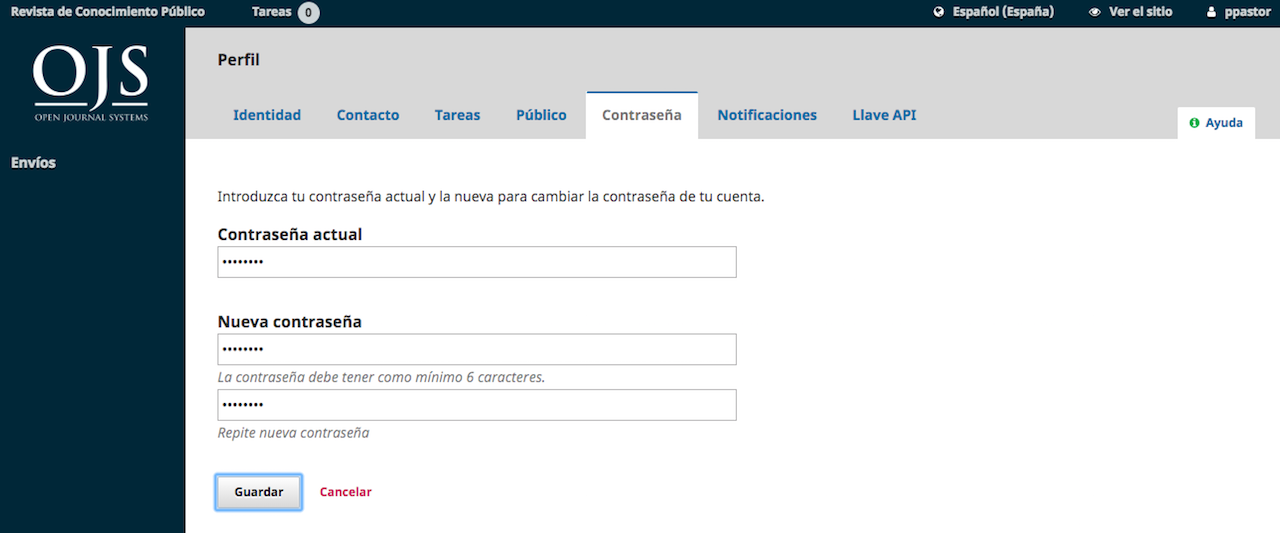 Revista de Conocimiento Público Tareas 0 Español (España) Ver el sitio ppastor
OJS
OPEN JOURNAL SYSTEMS
Envíos
Perfil
Identidad Contacto Tareas Público Contraseña Notificaciones Llave API
Ayuda
Introduzca tu contraseña actual y la nueva para cambiar la contraseña de tu cuenta.
Contraseña actual
••••••••
Nueva contraseña
••••••••
La contraseña debe tener como mínimo 6 caracteres.
••••••••
Repite nueva contraseña
Guardar Cancelar